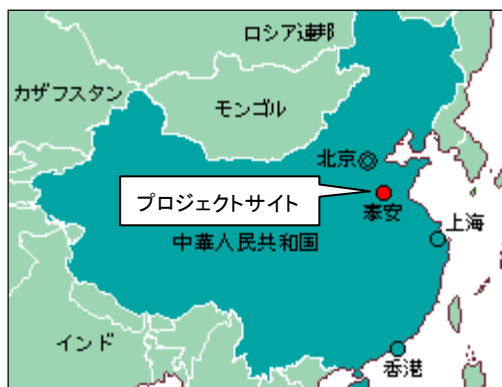 ロシア連邦
カザフスタン
モンゴル
北京
プロジェクトサイト
泰安
上海
中華人民共和国
インド
香港